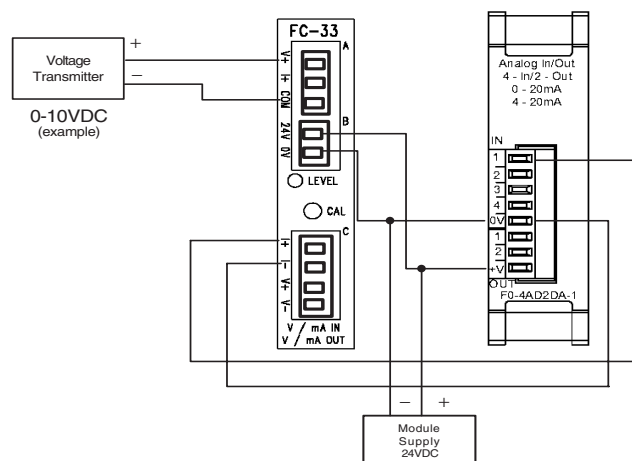 Voltage
Transmitter
+
−
0-10VDC
(example)
FC-33
A
V+
I+
COM
B
24V
0V
LEVEL
CAL
C
I+
I-
V+
V-
V / mA IN
V / mA OUT
Analog In/Out
4 - In/2 - Out
0 - 20mA
4 - 20mA
IN
1
2
3
4
0V
1
2
+V
OUT
F0-4AD2DA-1
− +
Module
Supply
24VDC